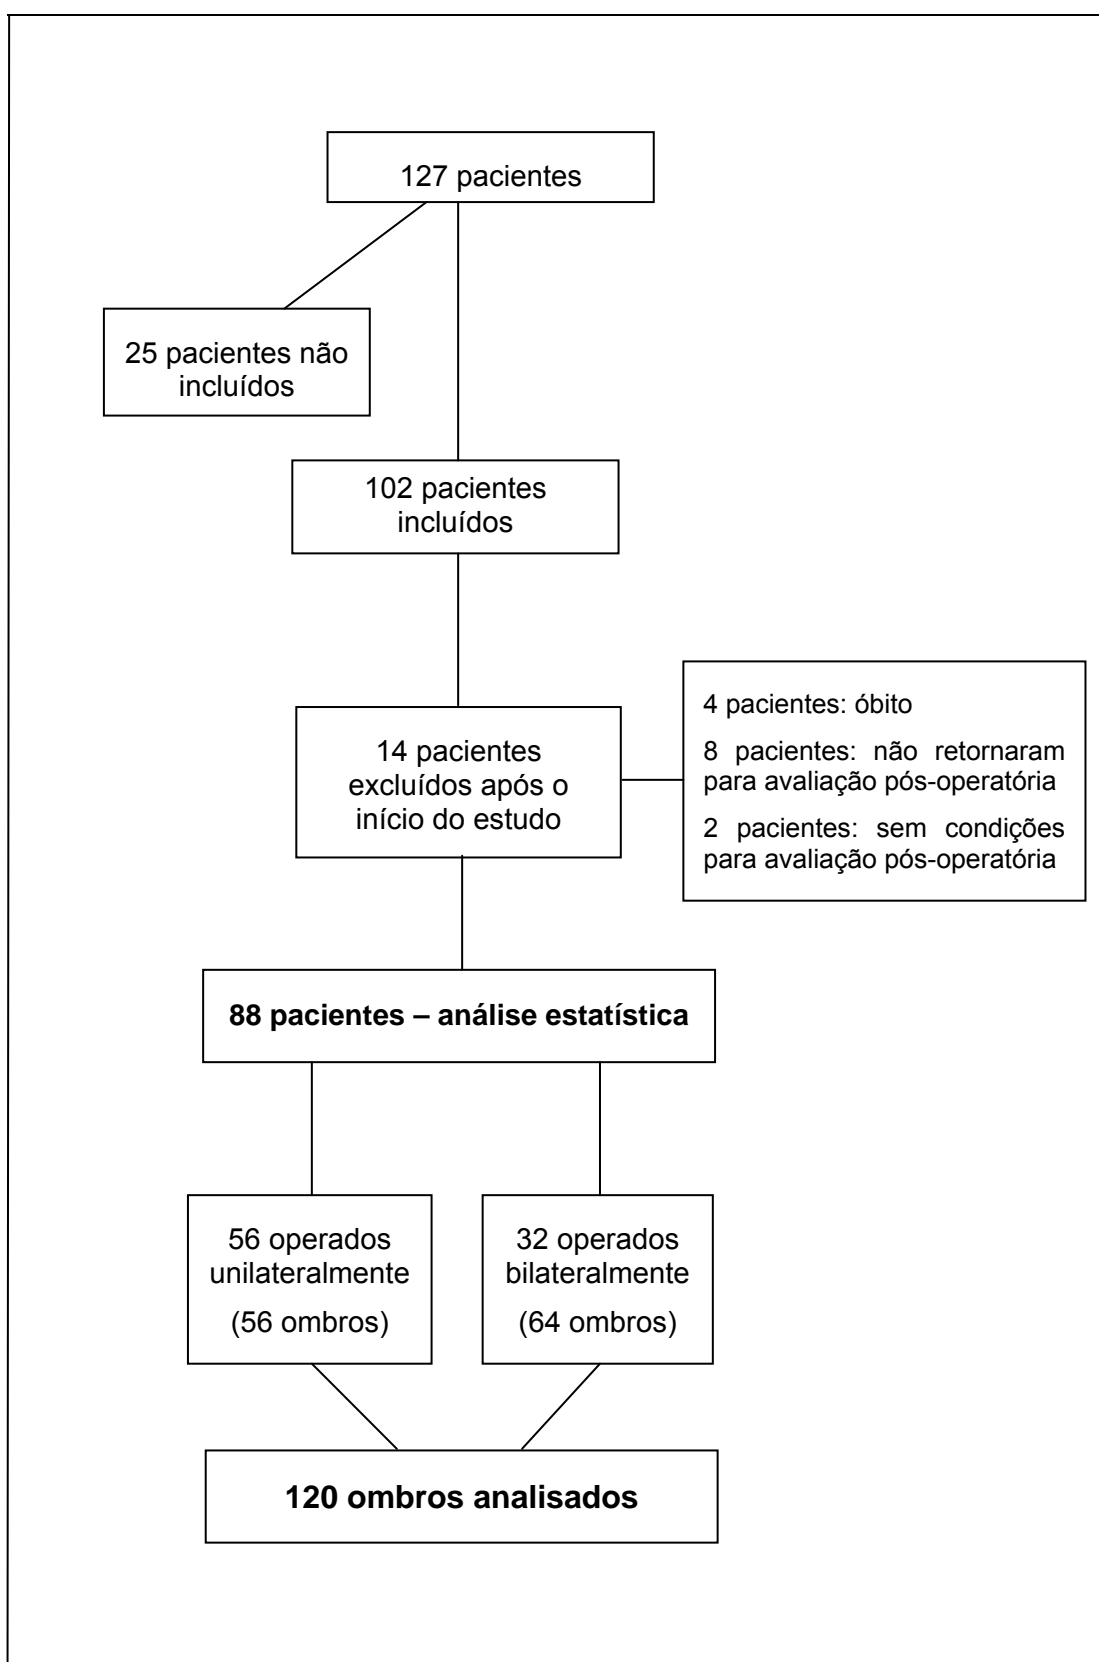 127 pacientes
25 pacientes não
incluídos
102 pacientes
incluídos
14 pacientes
excluídos após o
início do estudo
4 pacientes: óbito
8 pacientes: não retornaram
para avaliação pós-operatória
2 pacientes: sem condições
para avaliação pós-operatória
88 pacientes – análise estatística
56 operados
unilateralmente
(56 ombros)
32 operados
bilateralmente
(64 ombros)
120 ombros analisados